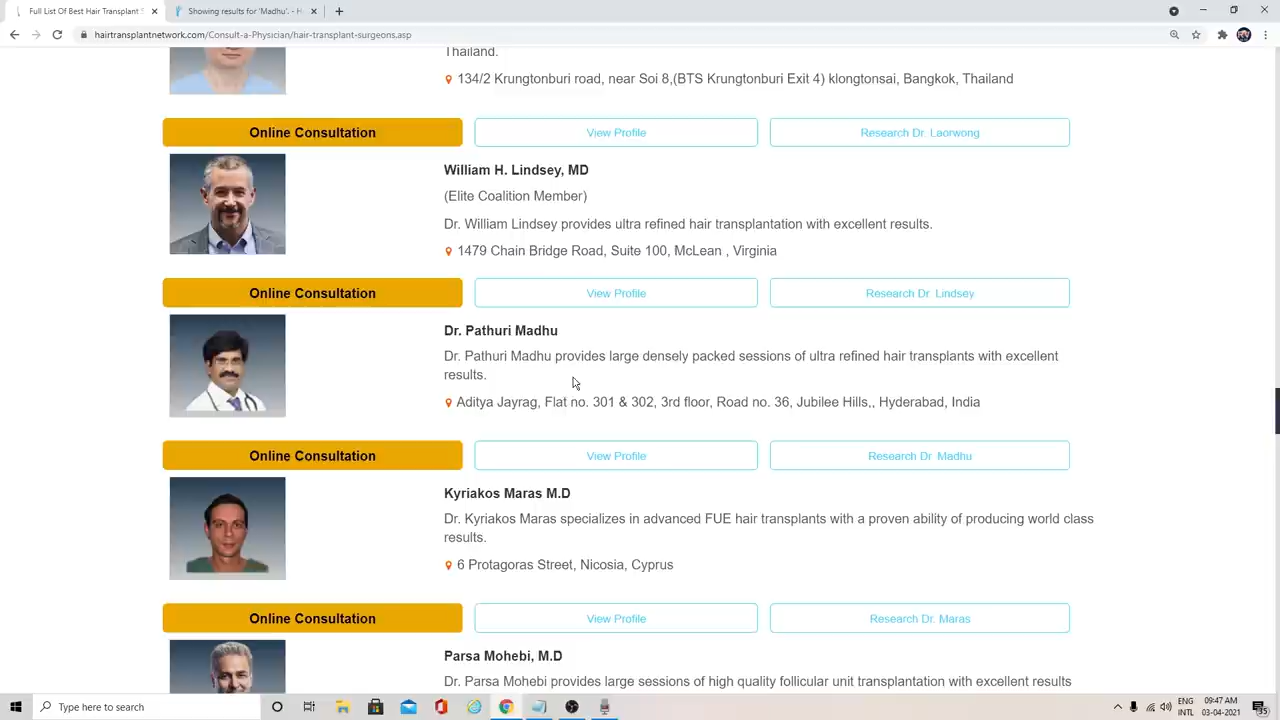 Full List Of Best Hair Transplant S
Showing results for 'Madhu'. - H
hairtransplantnetwork.com/Consult-a-Physician/hair-transplant-surgeons.asp
Thailand.
134/2 Krungtonburi road, near Soi 8,(BTS Krungtonburi Exit 4) klongtonsai, Bangkok, Thailand
Online Consultation
View Profile
Research Dr. Laorwong
William H. Lindsey, MD
(Elite Coalition Member)
Dr. William Lindsey provides ultra refined hair transplantation with excellent results.
1479 Chain Bridge Road, Suite 100, McLean , Virginia
Online Consultation
View Profile
Research Dr. Lindsey
Dr. Pathuri Madhu
Dr. Pathuri Madhu provides large densely packed sessions of ultra refined hair transplants with excellent
results.
Aditya Jayrag, Flat no. 301 & 302, 3rd floor, Road no. 36, Jubilee Hills,, Hyderabad, India
Online Consultation
View Profile
Research Dr. Madhu
Kyriakos Maras M.D
Dr. Kyriakos Maras specializes in advanced FUE hair transplants with a proven ability of producing world class
results.
6 Protagoras Street, Nicosia, Cyprus
Online Consultation
View Profile
Research Dr. Maras
Parsa Mohebi, M.D
Dr. Parsa Mohebi provides large sessions of high quality follicular unit transplantation with excellent results
Type here to search
ENG
INTL
09:47 AM
03-04-2021
35